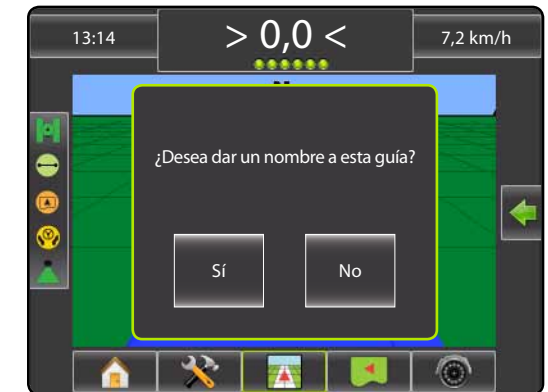 13:14
> 0,0 <
7,2 km/h
¿Desea dar un nombre a esta guía?
Sí
No